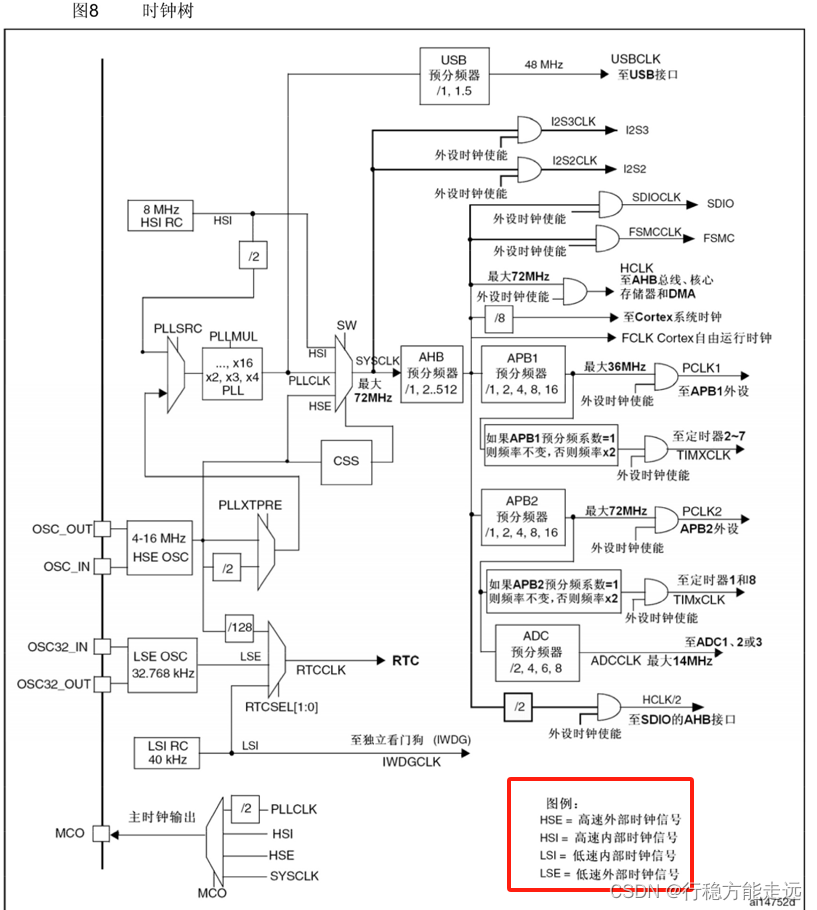 图8 时钟树
USB
预分频器
/1, 1.5
48 MHz
USBCLK
至USB接口
I2S3CLK
I2S3
外设时钟使能
I2S2CLK
I2S2
外设时钟使能
8 MHz
HSI RC
HSI
SDIOCLK
SDIO
外设时钟使能
FSMCCLK
FSMC
外设时钟使能
/2
最大72MHz
HCLK
至AHB总线、核心
存储器和DMA
外设时钟使能
/8
至Cortex系统时钟
FCLK Cortex自由运行时钟
PLLSRC
PLLMUL
..., x16
x2, x3, x4
PLL
SW
HSI
PLLCLK
HSE
SYSCLK
最大
72MHz
AHB
预分频器
/1, 2..512
APB1
预分频器
/1, 2, 4, 8, 16
最大36MHz
PCLK1
至APB1外设
外设时钟使能
CSS
如果APB1预分频系数=1
则频率不变，否则频率x2
至定时器2~7
TIMXCLK
外设时钟使能
PLLXTPRE
OSC_OUT
OSC_IN
4-16 MHz
HSE OSC
/2
APB2
预分频器
/1, 2, 4, 8, 16
最大72MHz
PCLK2
APB2外设
外设时钟使能
如果APB2预分频系数=1
则频率不变，否则频率x2
至定时器1和8
TIMxCLK
外设时钟使能
/128
OSC32_IN
OSC32_OUT
LSE OSC
32.768 kHz
LSE
RTCCLK
RTC
RTCSEL[1:0]
ADC
预分频器
/2, 4, 6, 8
至ADC1、2或3
ADCCLK 最大14MHz
/2
HCLK/2
至SDIO的AHB接口
外设时钟使能
LSI RC
40 kHz
LSI
至独立看门狗 (IWDG)
IWDGCLK
MCO
主时钟输出
/2
PLLCLK
HSI
HSE
SYSCLK
MCO
图例：
HSE = 高速外部时钟信号
HSI = 高速内部时钟信号
LSI = 低速内部时钟信号
LSE = 低速外部时钟信号
CSDN @行稳方能走远
ai14752d